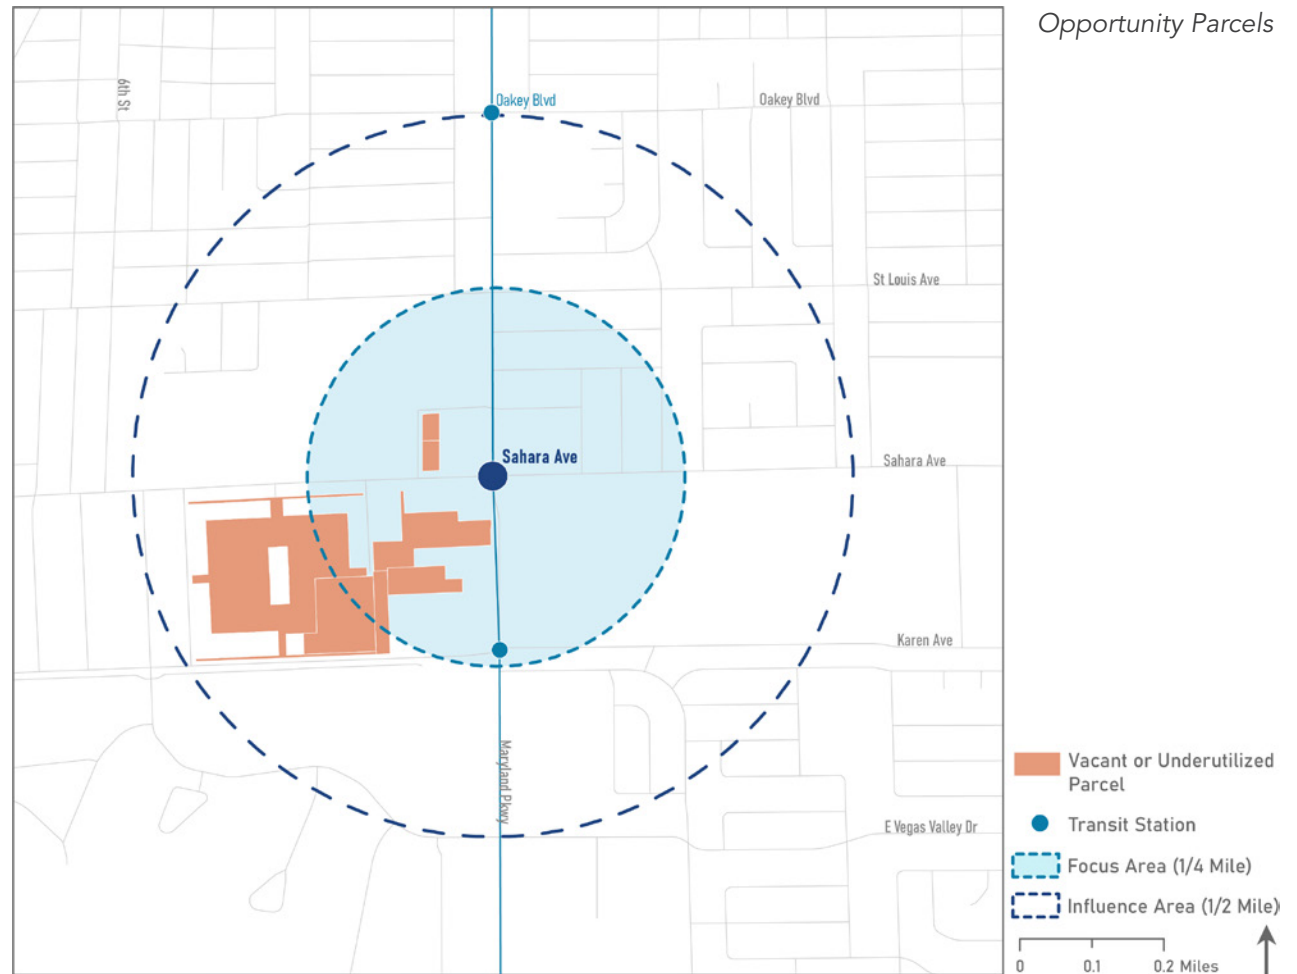 Opportunity Parcels
6th St
Oakey Blvd
Oakey Blvd
St Louis Ave
Sahara Ave
Sahara Ave
Karen Ave
Maryland Pkwy
E Vegas Valley Dr
Vacant or Underutilized
Parcel
Transit Station
Focus Area (1/4 Mile)
Influence Area (1/2 Mile)
0 0.1 0.2 Miles